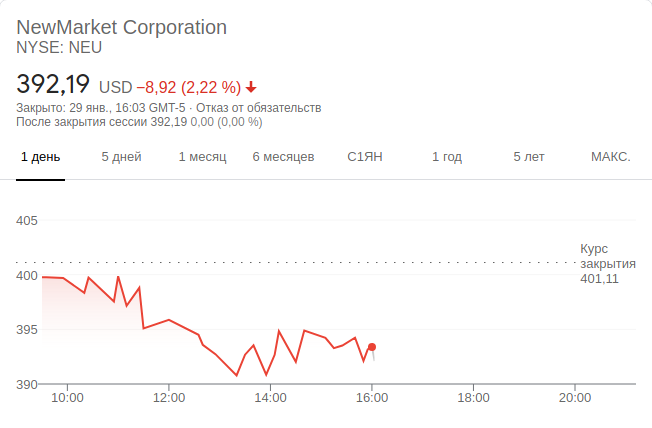 NewMarket Corporation
NYSE: NEU
392,19 USD −8,92 (2,22 %)
Закрыто: 29 янв., 16:03 GMT-5 · Отказ от обязательств
После закрытия сессии 392,19 0,00 (0,00 %)
1 день 5 дней 1 месяц 6 месяцев С1ЯН 1 год 5 лет МАКС.
405
Курс
закрытия
401,11
400
395
390
10:00 12:00 14:00 16:00 18:00 20:00